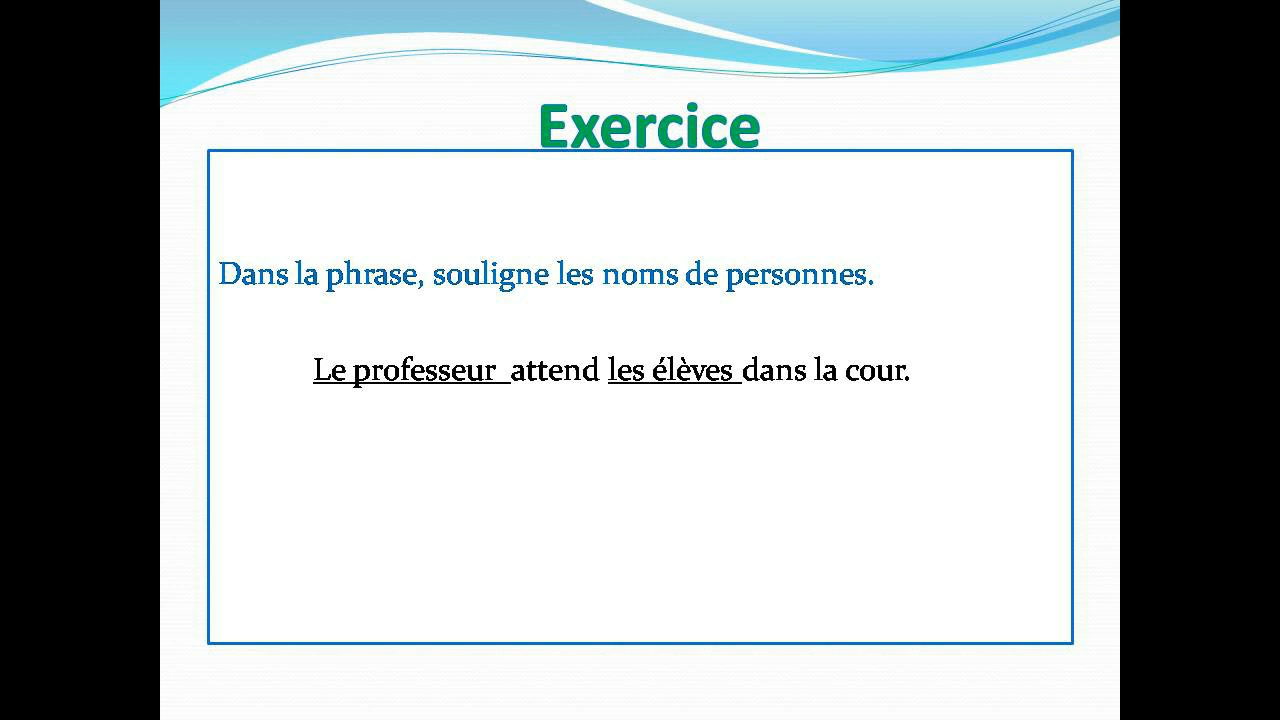 Exercice
Dans la phrase, souligne les noms de personnes.
Le professeur attend les élèves dans la cour.